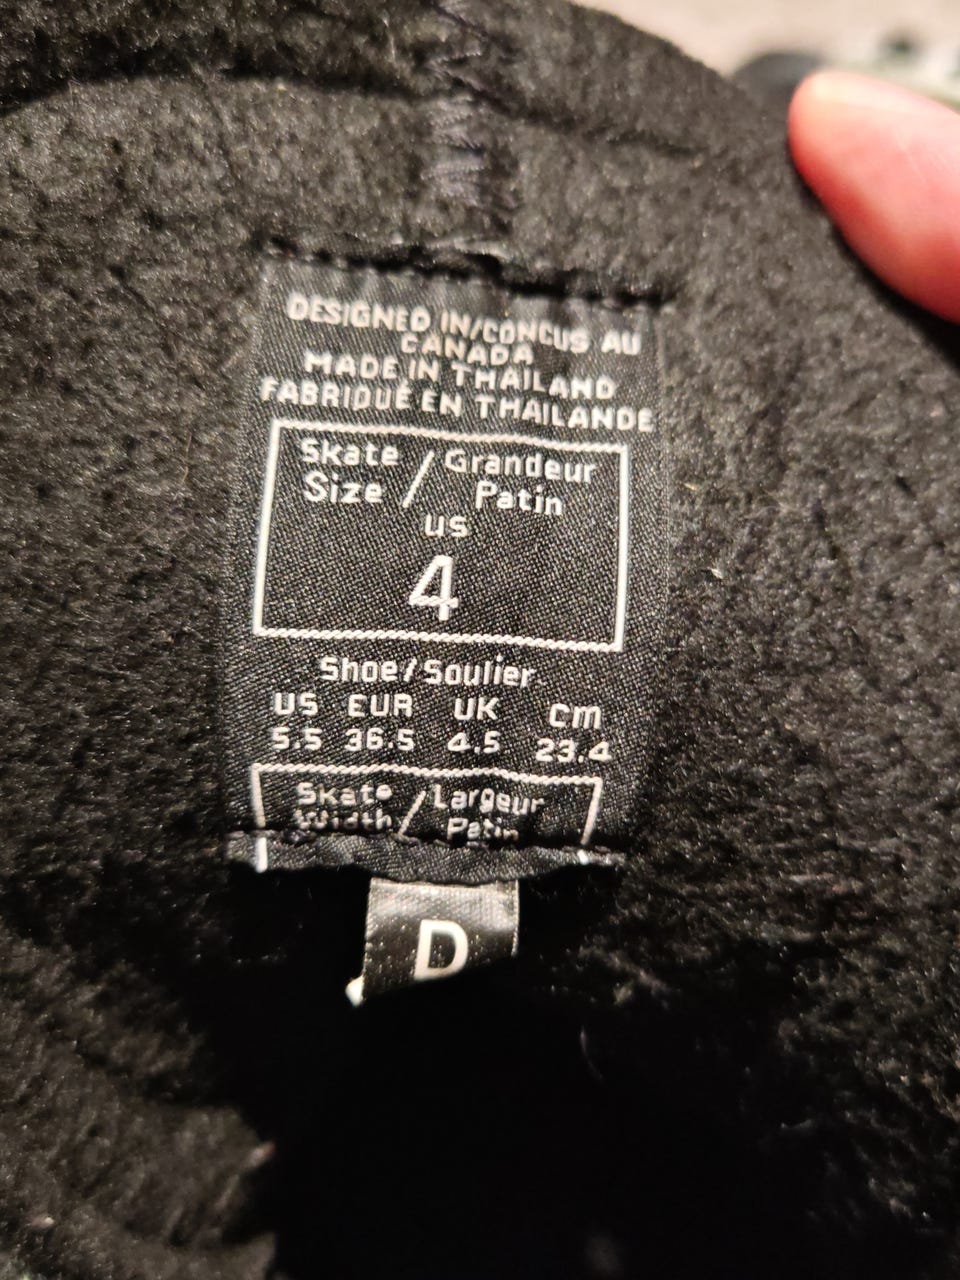 DESIGNED IN/CONCUS AU
CANADA
MADE IN THAILAND
FABRIQUÉ EN THAILANDE
Skate / Grandeur
Size / Patin
US
4
Shoe/Soulier
US EUR UK cm
5.5 36.5 4.5 23.4
Skate / Largeur
Width / Patin
D